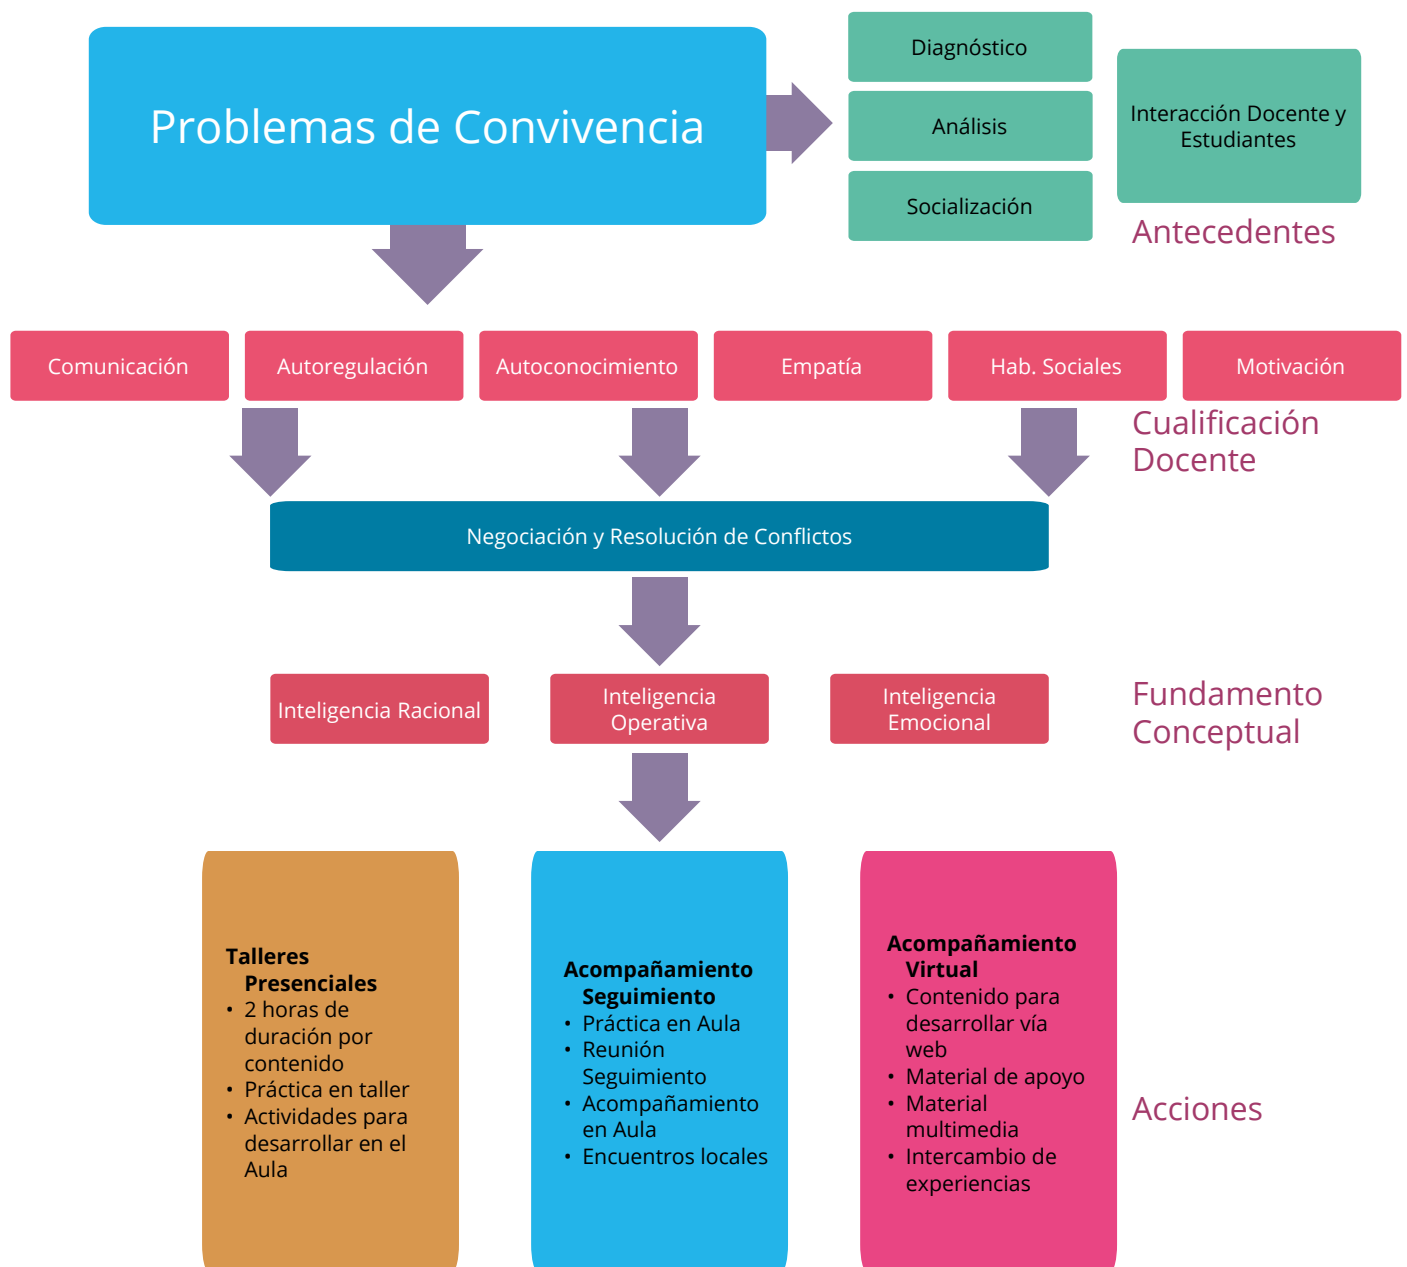 Problemas de Convivencia
Diagnóstico
Análisis
Socialización
Interacción Docente y
Estudiantes
Antecedentes
Comunicación
Autoregulación
Autoconocimiento
Empatía
Hab. Sociales
Motivación
Cualificación
Docente
Negociación y Resolución de Conflictos
Inteligencia Racional
Inteligencia
Operativa
Inteligencia
Emocional
Fundamento
Conceptual
Talleres
Presenciales
• 2 horas de
duración por
contenido
• Práctica en taller
• Actividades para
desarrollar en el
Aula
Acompañamiento
Seguimiento
• Práctica en Aula
• Reunión
Seguimiento
• Acompañamiento
en Aula
• Encuentros locales
Acompañamiento
Virtual
• Contenido para
desarrollar vía
web
• Material de apoyo
• Material
multimedia
• Intercambio de
experiencias
Acciones